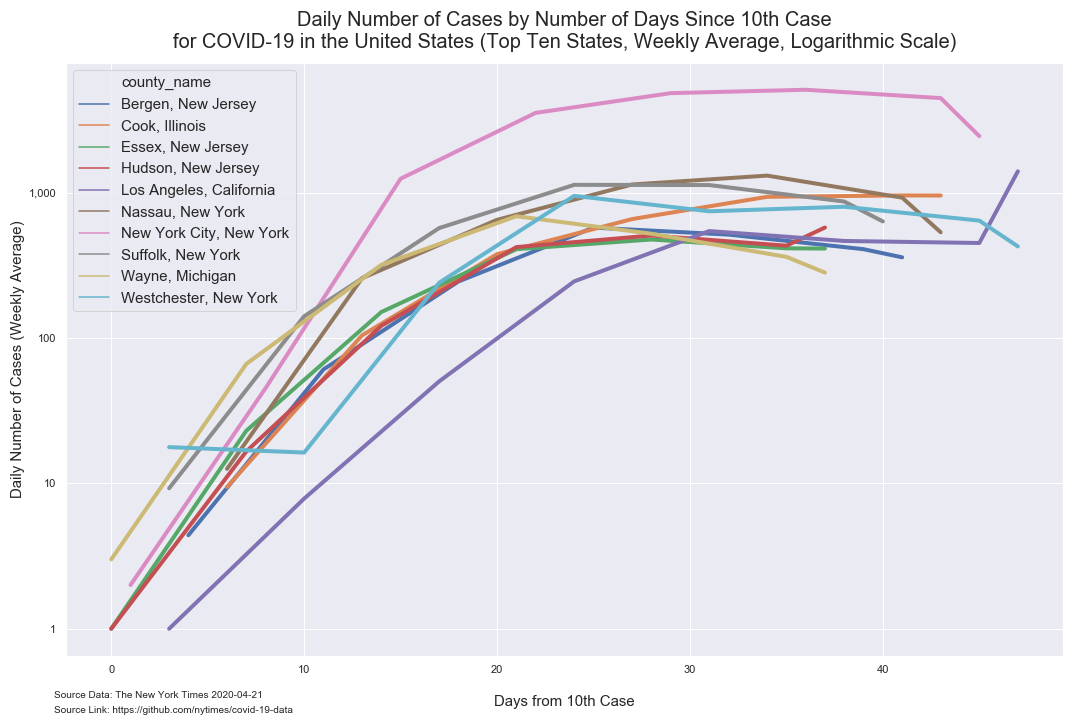 Daily Number of Cases by Number of Days Since 10th Case
for COVID-19 in the United States (Top Ten States, Weekly Average, Logarithmic Scale)
county_name
Bergen, New Jersey
Cook, Illinois
Essex, New Jersey
Hudson, New Jersey
Los Angeles, California
Nassau, New York
New York City, New York
Suffolk, New York
Wayne, Michigan
Westchester, New York
Daily Number of Cases (Weekly Average)
1,000
100
10
1
0
10
20
30
40
Days from 10th Case
Source Data: The New York Times 2020-04-21
Source Link: https://github.com/nytimes/covid-19-data